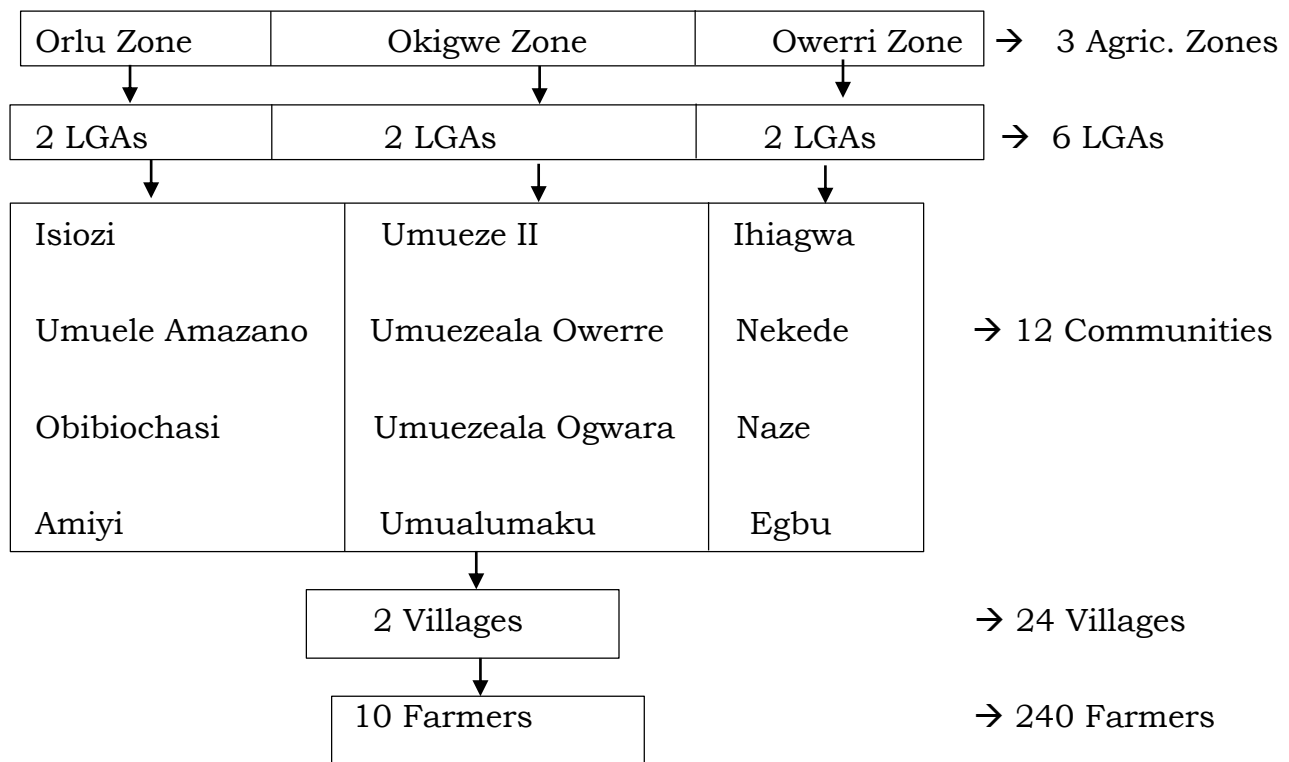 Orlu Zone Okigwe Zone Owerri Zone → 3 Agric. Zones
2 LGAs 2 LGAs 2 LGAs → 6 LGAs
Isiozi Umueze II Ihiagwa
Umuele Amazano Umuezeala Owerre Nekede → 12 Communities
Obibiochasi Umuezeala Ogwara Naze
Amiyi Umualumaku Egbu
2 Villages → 24 Villages
10 Farmers → 240 Farmers